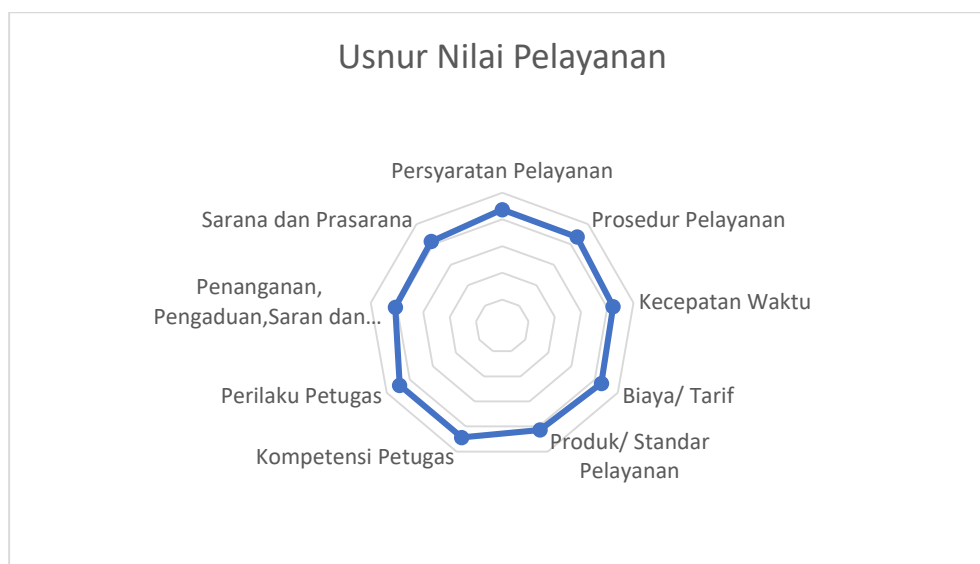 Usnur Nilai Pelayanan
Persyaratan Pelayanan
Prosedur Pelayanan
Kecepatan Waktu
Biaya/ Tarif
Produk/ Standar
Pelayanan
Kompetensi Petugas
Perilaku Petugas
Penanganan,
Pengaduan,Saran dan...
Sarana dan Prasarana